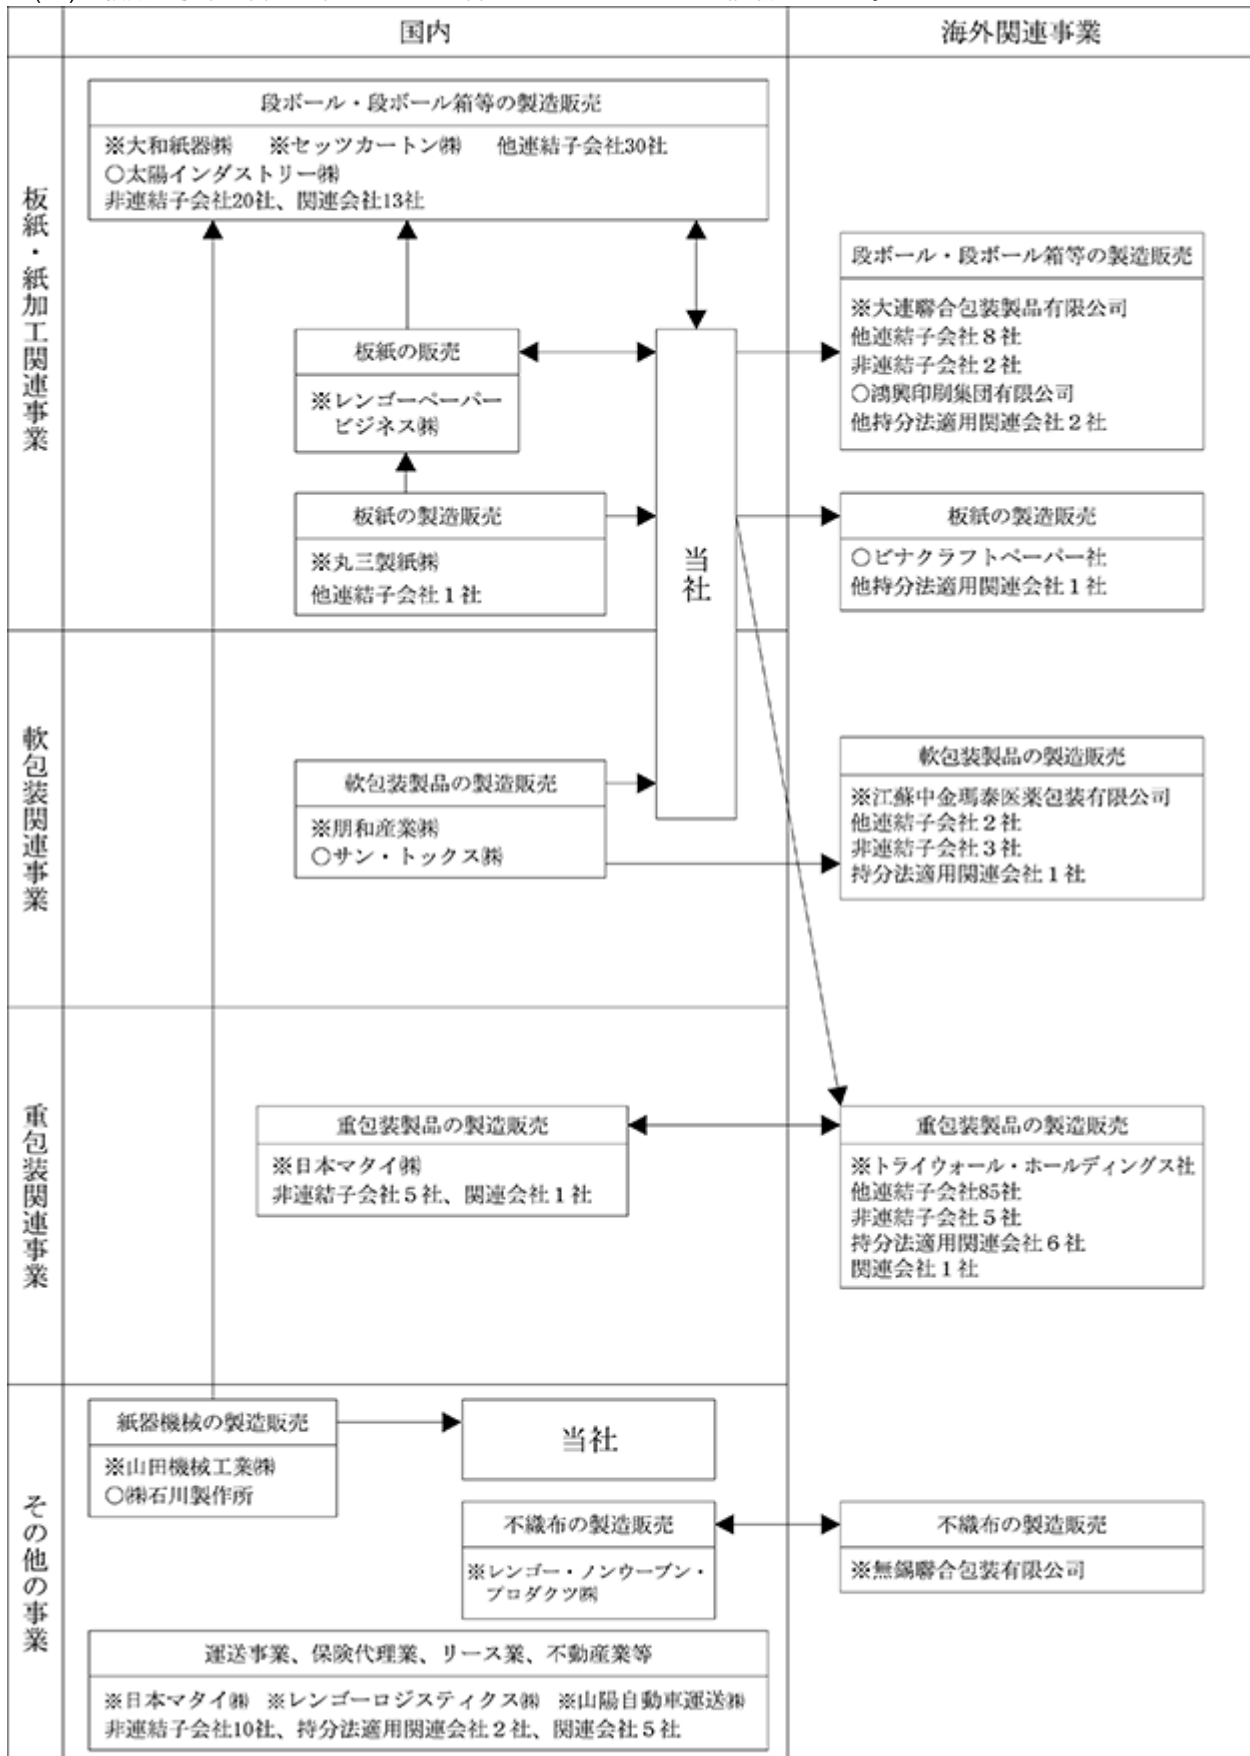 国内
海外関連事業
板紙・紙加工関連事業
段ボール・段ボール箱等の製造販売
※大和紙器㈱　※セッツカートン㈱　他連結子会社30社
○太陽インダストリー㈱
非連結子会社20社、関連会社13社
板紙の販売
※レンゴーペーパー
ビジネス㈱
板紙の製造販売
※丸三製紙㈱
他連結子会社１社
当社
段ボール・段ボール箱等の製造販売
※大連聯合包装製品有限公司
他連結子会社８社
非連結子会社２社
○鴻興印刷集団有限公司
他持分法適用関連会社２社
板紙の製造販売
○ビナクラフトペーパー社
他持分法適用関連会社１社
軟包装関連事業
軟包装製品の製造販売
※朋和産業㈱
○サン・トックス㈱
軟包装製品の製造販売
※江蘇中金瑪泰医薬包装有限公司
他連結子会社２社
非連結子会社３社
持分法適用関連会社１社
重包装関連事業
重包装製品の製造販売
※日本マタイ㈱
非連結子会社５社、関連会社１社
重包装製品の製造販売
※トライウォール・ホールディングス社
他連結子会社85社
非連結子会社５社
持分法適用関連会社６社
関連会社１社
その他の事業
紙器機械の製造販売
※山田機械工業㈱
○㈱石川製作所
当社
不織布の製造販売
※レンゴー・ノンウーブン・
プロダクツ㈱
不織布の製造販売
※無錫聯合包装有限公司
運送事業、保険代理業、リース業、不動産業等
※日本マタイ㈱　※レンゴーロジスティクス㈱　※山陽自動車運送㈱
非連結子会社10社、持分法適用関連会社２社、関連会社５社